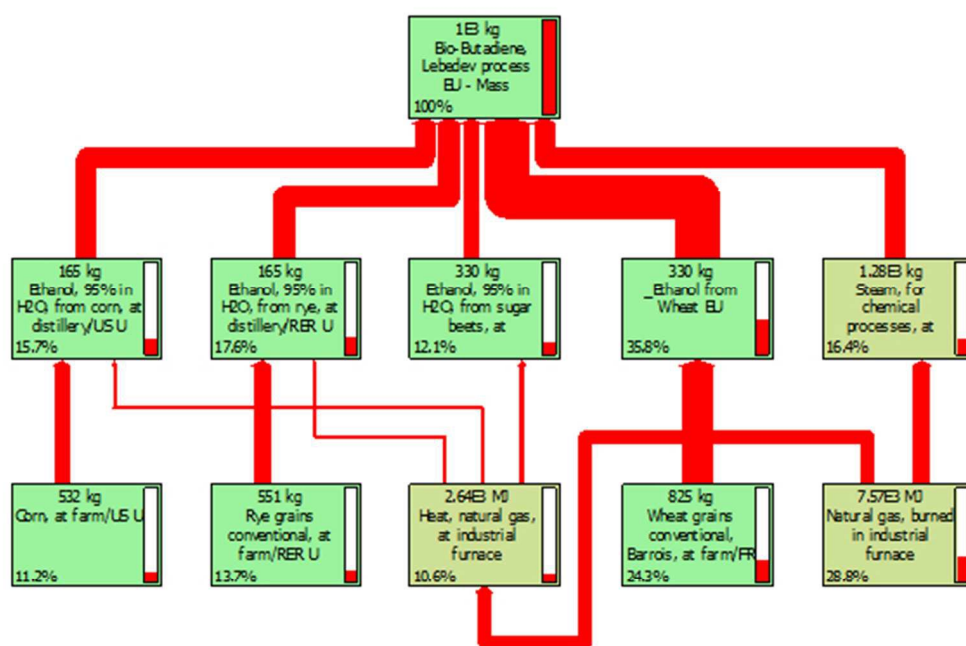 1E3 kg
Bio-Butadiene,
Lebedev process
EU - Mass
100%
165 kg
Ethanol, 95% in
H2O, from corn, at
distillery/US U
15.7%
165 kg
Ethanol, 95% in
H2O, from rye, at
distillery/RER U
17.6%
330 kg
Ethanol, 95% in
H2O, from sugar
beets, at
12.1%
330 kg
_Ethanol from
Wheat EU
35.8%
1.28E3 kg
Steam, for
chemical
processes, at
16.4%
532 kg
Corn, at farm/US U
11.2%
551 kg
Rye grains
conventional, at
farm/RER U
13.7%
2.64E3 MJ
Heat, natural gas,
at industrial
furnace
10.6%
825 kg
Wheat grains
conventional,
Barrois, at farm/FR
24.3%
7.57E3 MJ
Natural gas, burned
in industrial
furnace
28.8%